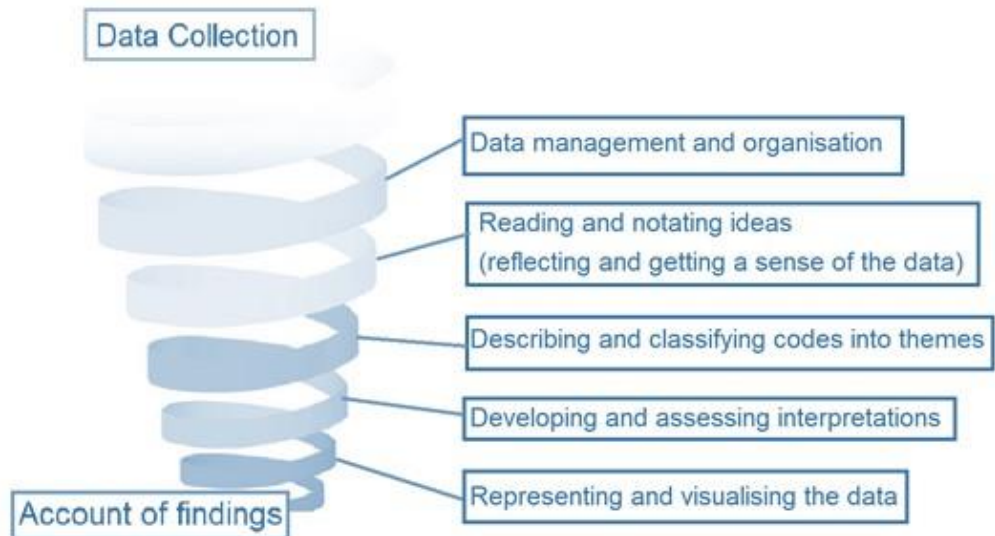 Data Collection
Data management and organisation
Reading and notating ideas
(reflecting and getting a sense of the data)
Describing and classifying codes into themes
Developing and assessing interpretations
Representing and visualising the data
Account of findings